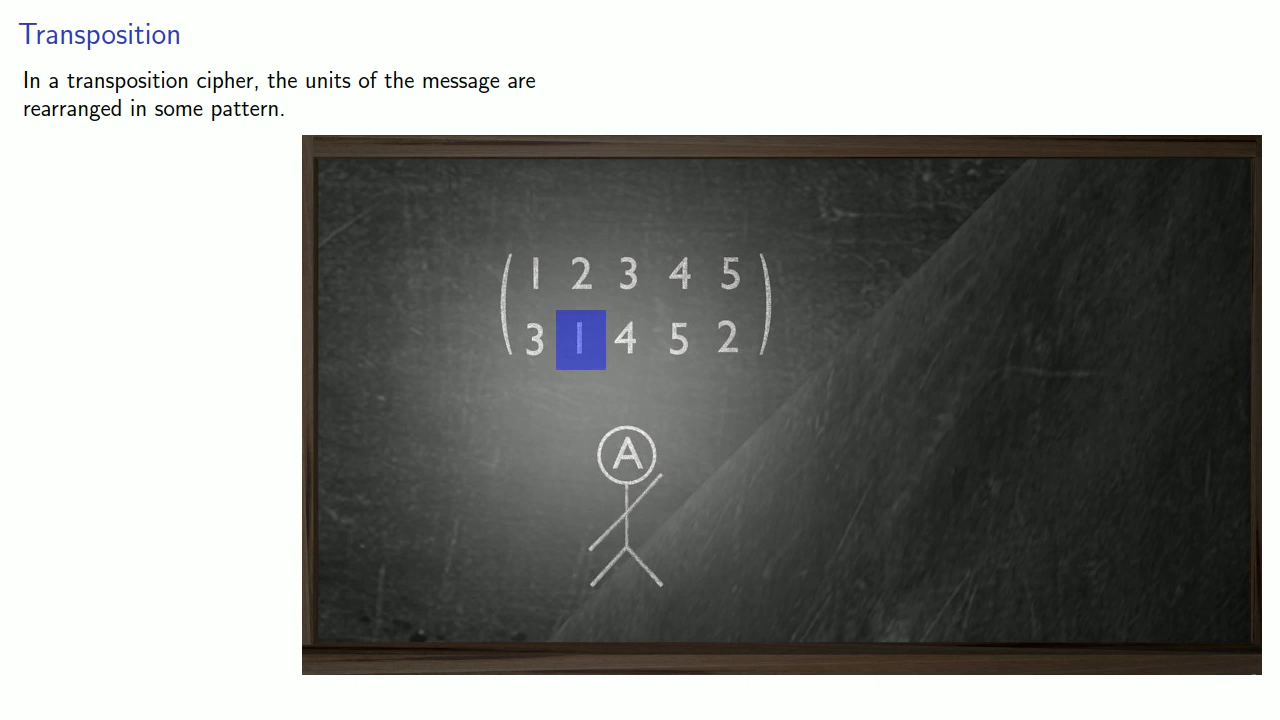 Transposition
In a transposition cipher, the units of the message are
rearranged in some pattern.
1 2 3 4 5
3 1 4 5 2
A